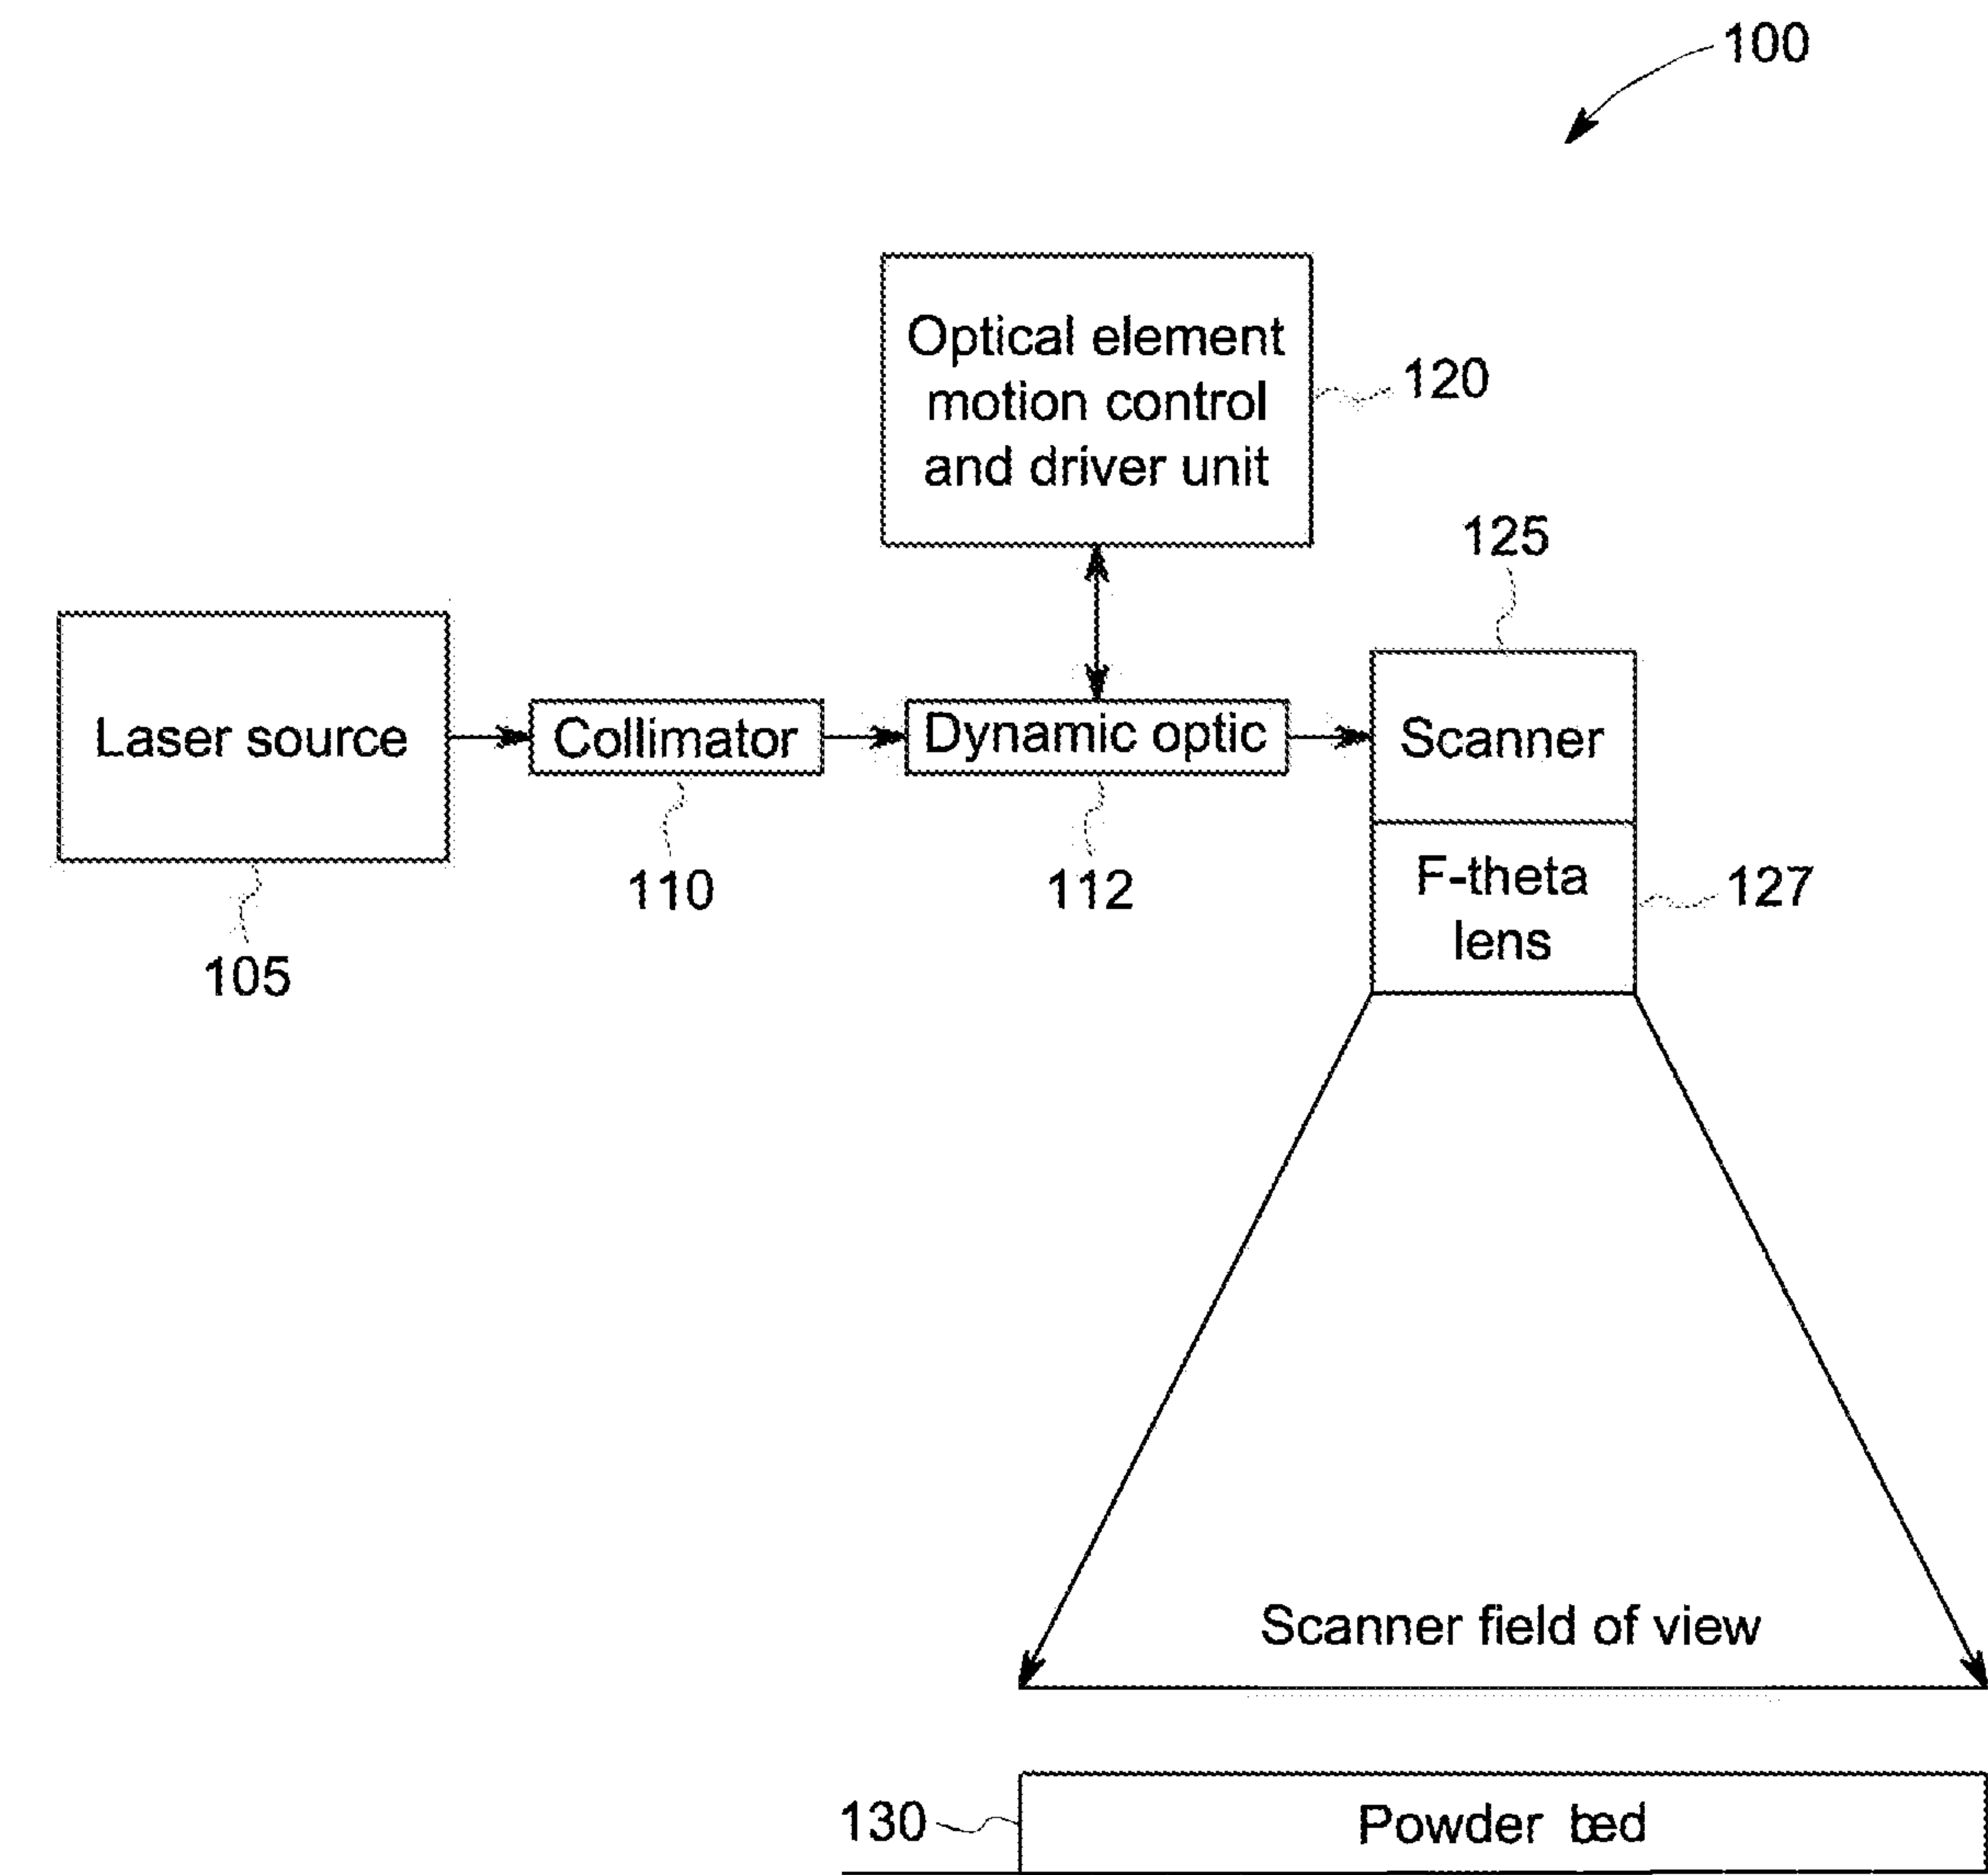 100
Optical element
motion control
and driver unit
120
125
Laser source
Collimator
Dynamic optic
Scanner
105
110
112
F-theta
lens
127
Scanner field of view
130
Powder bed